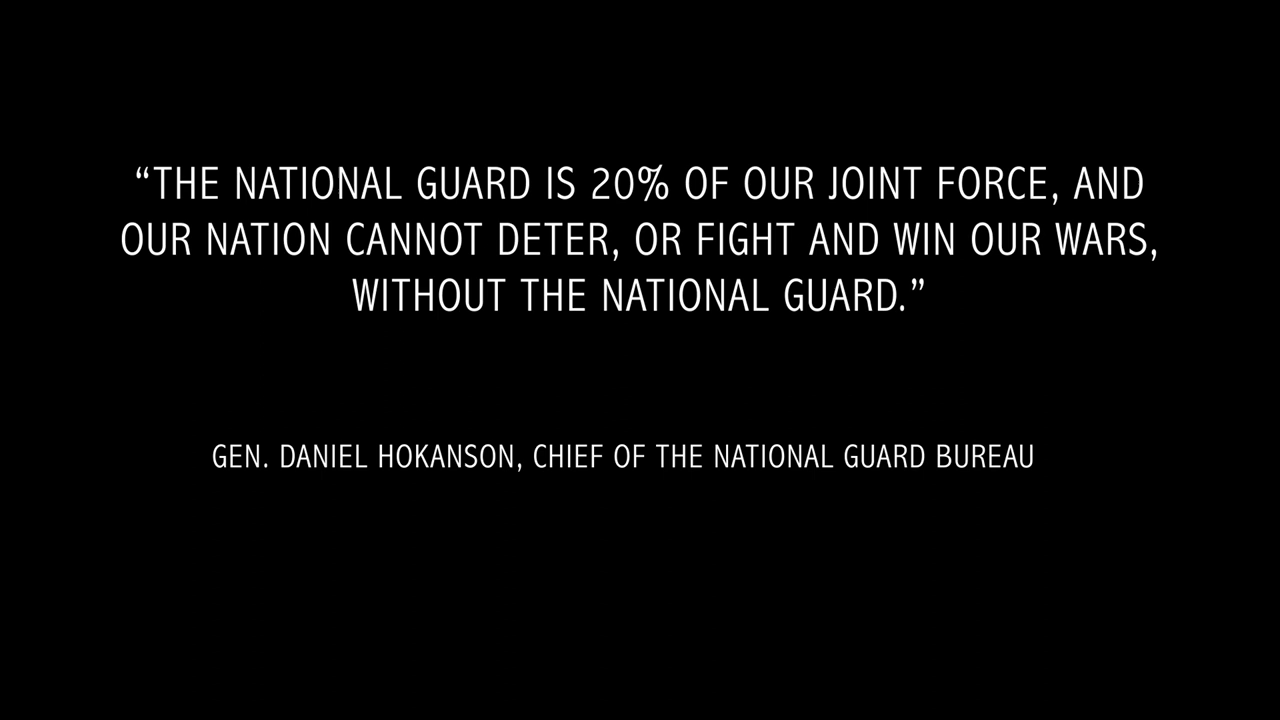 “THE NATIONAL GUARD IS 20% OF OUR JOINT FORCE, AND
OUR NATION CANNOT DETER, OR FIGHT AND WIN OUR WARS,
WITHOUT THE NATIONAL GUARD.”
GEN. DANIEL HOKANSON, CHIEF OF THE NATIONAL GUARD BUREAU